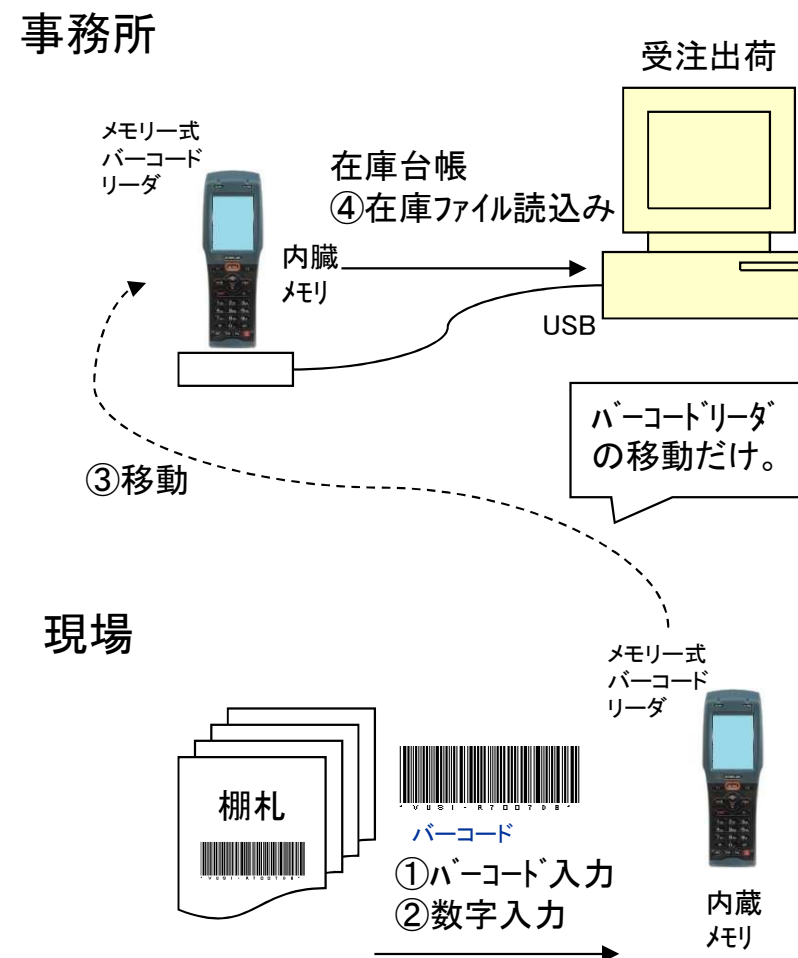 事務所
受注出荷
メモリー式
バーコード
リーダ
在庫台帳
④在庫ファイル読込み
内臓
メモリ
USB
バーコードリーダ
の移動だけ。
③移動
現場
メモリー式
バーコード
リーダ
棚札
バーコード
①バーコード入力
②数字入力
内蔵
メモリ